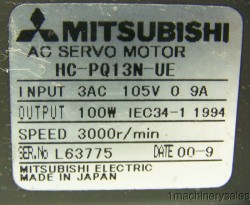 MITSUBISHI
AC SERVO MOTOR
HC-PQ13N-UE
INPUT 3AC 105V 0 9A
OUTPUT 100W IEC34-1 1994
SPEED 3000r/min
SER.No L63775 DATE 00-9
MITSUBISHI ELECTRIC
MADE IN JAPAN
1machinerysales